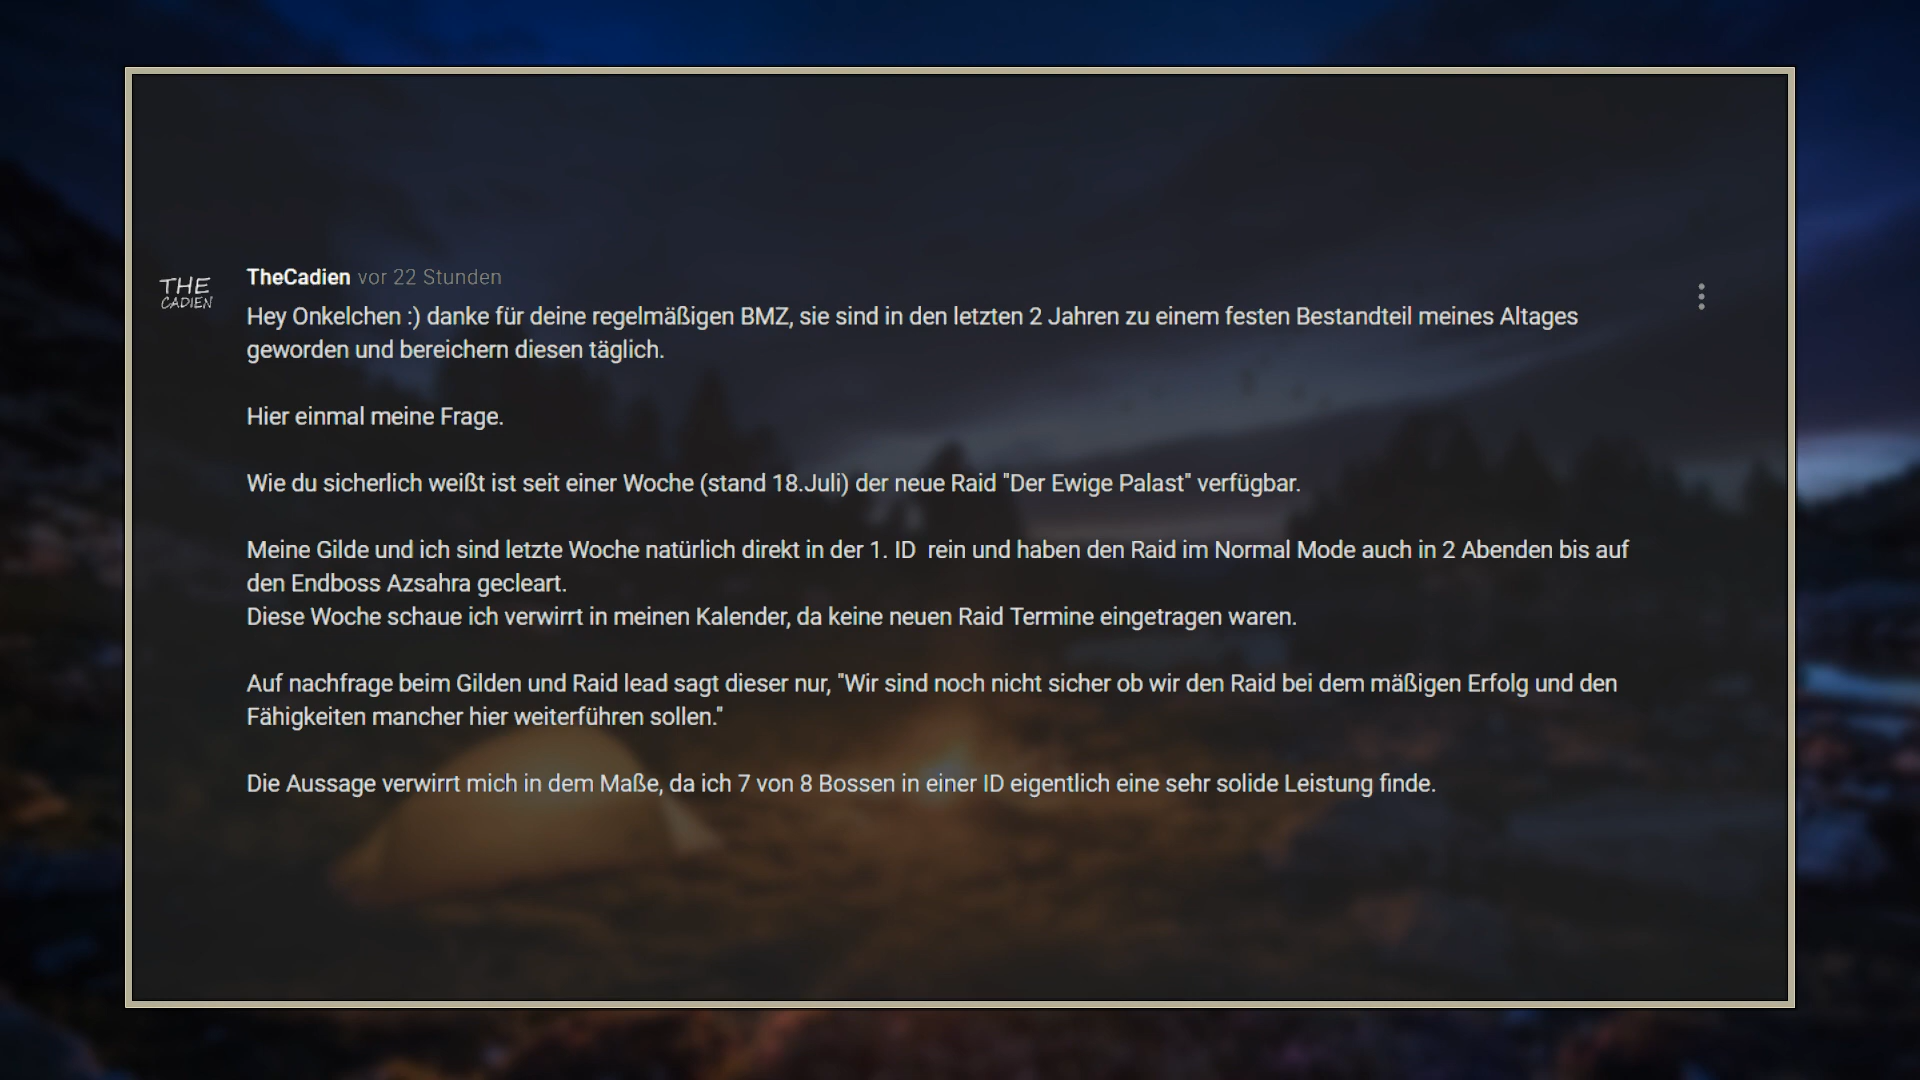 THE
CADIEN
TheCadien vor 22 Stunden
Hey Onkelchen :) danke für deine regelmäßigen BMZ, sie sind in den letzten 2 Jahren zu einem festen Bestandteil meines Altages
geworden und bereichern diesen täglich.
Hier einmal meine Frage.
Wie du sicherlich weißt ist seit einer Woche (stand 18.Juli) der neue Raid "Der Ewige Palast" verfügbar.
Meine Gilde und ich sind letzte Woche natürlich direkt in der 1. ID  rein und haben den Raid im Normal Mode auch in 2 Abenden bis auf
den Endboss Azsahra gecleart.
Diese Woche schaue ich verwirrt in meinen Kalender, da keine neuen Raid Termine eingetragen waren.
Auf nachfrage beim Gilden und Raid lead sagt dieser nur, "Wir sind noch nicht sicher ob wir den Raid bei dem mäßigen Erfolg und den
Fähigkeiten mancher hier weiterführen sollen."
Die Aussage verwirrt mich in dem Maße, da ich 7 von 8 Bossen in einer ID eigentlich eine sehr solide Leistung finde.